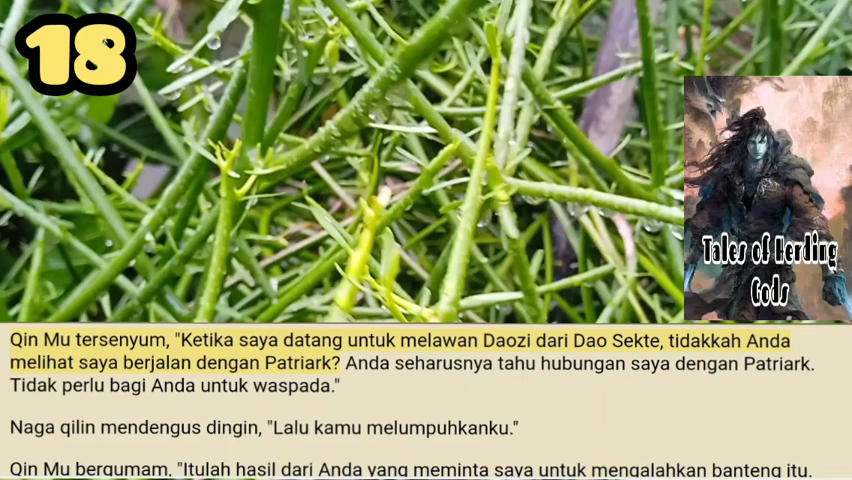 18
Tales of Herding
Gods
Qin Mu tersenyum, "Ketika saya datang untuk melawan Daozi dari Dao Sekte, tidakkah Anda
melihat saya berjalan dengan Patriark? Anda seharusnya tahu hubungan saya dengan Patriark.
Tidak perlu bagi Anda untuk waspada."
Naga qilin mendengus dingin, "Lalu kamu melumpuhkanku."
Qin Mu bergumam, "Itulah hasil dari Anda yang meminta saya untuk mengalahkan banteng itu.